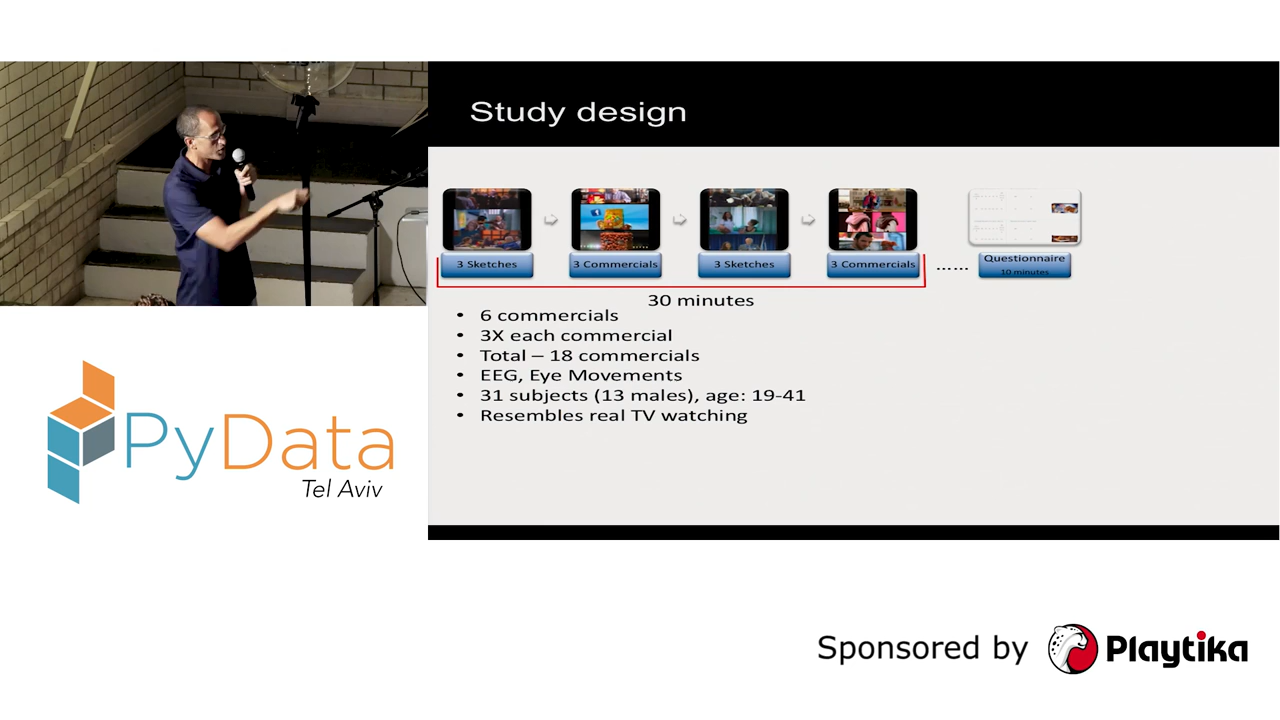 Study design
3 Sketches
3 Commercials
3 Sketches
3 Commercials
......
Questionnaire
10 minutes
30 minutes
• 6 commercials
• 3X each commercial
• Total – 18 commercials
• EEG, Eye Movements
• 31 subjects (13 males), age: 19-41
• Resembles real TV watching
PyData
Tel Aviv
Sponsored by Playtika